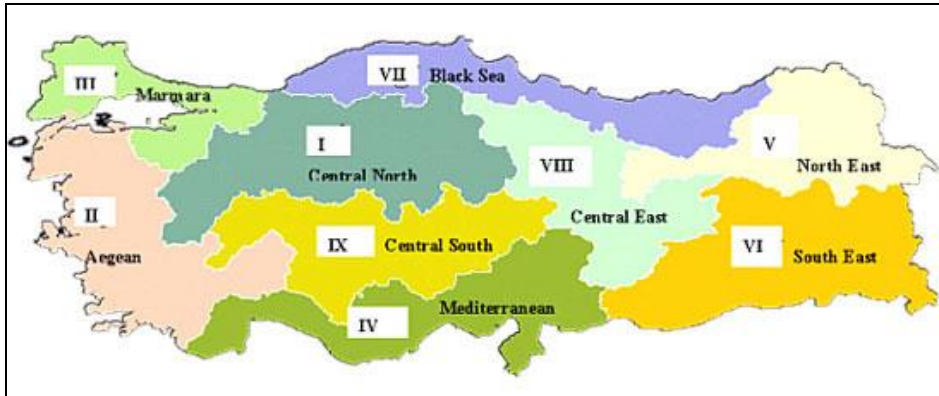 III
Marmara
VII
Black Sea
I
Central North
VIII
Central East
V
North East
II
Aegean
IX
Central South
VI
South East
IV
Mediterranean